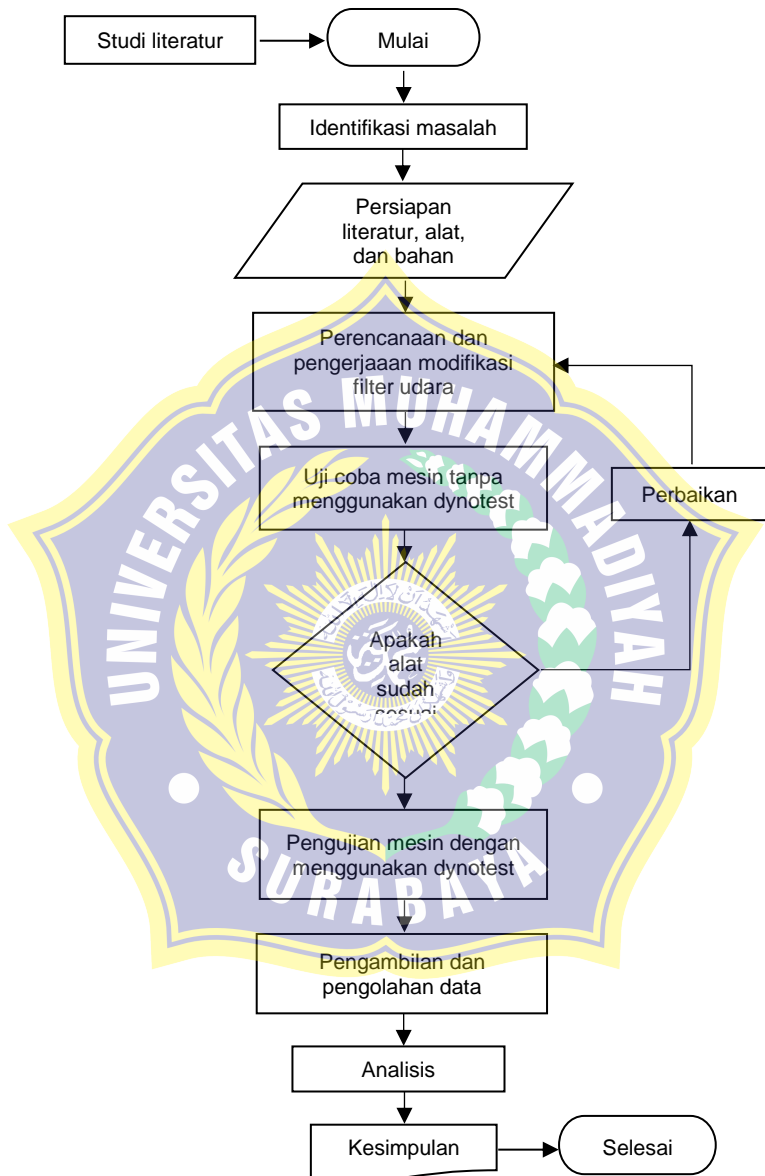 Studi literatur
Mulai
Identifikasi masalah
Persiapan
literatur, alat,
dan bahan
Perencanaan dan
pengerjaaan modifikasi
filter udara
UNIVERSITAS MUHAMMADIYAH
Uji coba mesin tanpa
menggunakan dynotest
Perbaikan
Apakah
alat
sudah
sesuai
Pengujian mesin dengan
menggunakan dynotest
SURABAYA
Pengambilan dan
pengolahan data
Analisis
Kesimpulan
Selesai